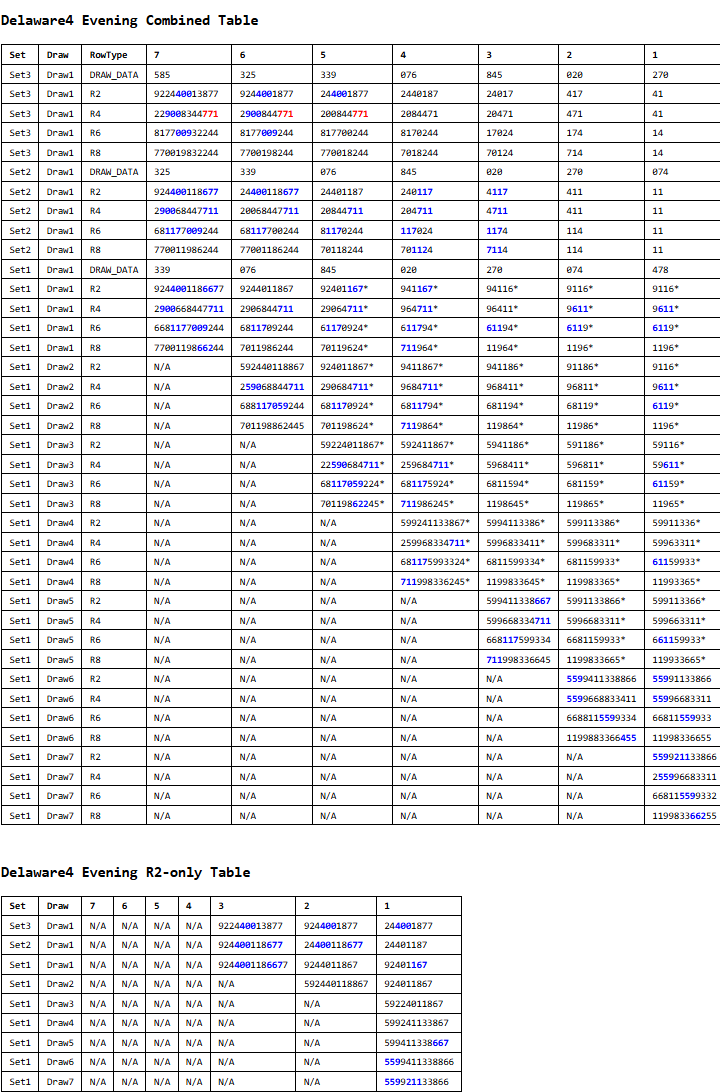 Delaware4 Evening Combined Table
Set Draw RowType 7 6 5 4 3 2 1
Set3 Draw1 DRAW_DATA 585 325 339 076 845 020 270
Set3 Draw1 R2 922440013877 9244001877 244001877 2440187 24017 417 41
Set3 Draw1 R4 229008344771 2900844771 200844771 2084471 20471 471 41
Set3 Draw1 R6 817700932244 8177009244 817700244 8170244 17024 174 14
Set3 Draw1 R8 770019832244 7700198244 770018244 7018244 70124 714 14
Set2 Draw1 DRAW_DATA 325 339 076 845 020 270 074
Set2 Draw1 R2 924400118677 24400118677 24401187 240117 4117 411 11
Set2 Draw1 R4 290068447711 20068447711 20844711 204711 4711 411 11
Set2 Draw1 R6 681177009244 68117700244 81170244 117024 1174 114 11
Set2 Draw1 R8 770011986244 77001186244 70118244 701124 7114 114 11
Set1 Draw1 DRAW_DATA 339 076 845 020 270 074 478
Set1 Draw1 R2 9244001186677 9244011867 92401167* 941167* 94116* 9116* 9116*
Set1 Draw1 R4 2900668447711 2906844711 29064711* 964711* 96411* 9611* 9611*
Set1 Draw1 R6 6681177009244 6811709244 61170924* 611794* 61194* 6119* 6119*
Set1 Draw1 R8 7700119866244 7011986244 70119624* 711964* 11964* 1196* 1196*
Set1 Draw2 R2 N/A 592440118867 924011867* 9411867* 941186* 91186* 9116*
Set1 Draw2 R4 N/A 259068844711 290684711* 9684711* 968411* 96811* 9611*
Set1 Draw2 R6 N/A 688117059244 681170924* 6811794* 681194* 68119* 6119*
Set1 Draw2 R8 N/A 701198862445 701198624* 7119864* 119864* 11986* 1196*
Set1 Draw3 R2 N/A N/A 59224011867* 592411867* 5941186* 591186* 59116*
Set1 Draw3 R4 N/A N/A 22590684711* 259684711* 5968411* 596811* 59611*
Set1 Draw3 R6 N/A N/A 68117059224* 681175924* 6811594* 681159* 61159*
Set1 Draw3 R8 N/A N/A 70119862245* 711986245* 1198645* 119865* 11965*
Set1 Draw4 R2 N/A N/A N/A 599241133867* 5994113386* 599113386* 59911336*
Set1 Draw4 R4 N/A N/A N/A 259968334711* 5996833411* 599683311* 59963311*
Set1 Draw4 R6 N/A N/A N/A 681175993324* 6811599334* 681159933* 61159933*
Set1 Draw4 R8 N/A N/A N/A 711998336245* 1199833645* 119983365* 11993365*
Set1 Draw5 R2 N/A N/A N/A N/A 599411338667 5991133866* 599113366*
Set1 Draw5 R4 N/A N/A N/A N/A 599668334711 5996683311* 599663311*
Set1 Draw5 R6 N/A N/A N/A N/A 668117599334 6681159933* 661159933*
Set1 Draw5 R8 N/A N/A N/A N/A 711998336645 1199833665* 119933665*
Set1 Draw6 R2 N/A N/A N/A N/A N/A 5599411338866 55991133866
Set1 Draw6 R4 N/A N/A N/A N/A N/A 4559968833411 55996683311
Set1 Draw6 R6 N/A N/A N/A N/A N/A 6688115599334 66811559933
Set1 Draw6 R8 N/A N/A N/A N/A N/A 1199883366455 11998336655
Set1 Draw7 R2 N/A N/A N/A N/A N/A N/A 559921133866
Set1 Draw7 R4 N/A N/A N/A N/A N/A N/A 255996683311
Set1 Draw7 R6 N/A N/A N/A N/A N/A N/A 668115599332
Set1 Draw7 R8 N/A N/A N/A N/A N/A N/A 119983366255
Delaware4 Evening R2-only Table
Set Draw 7 6 5 4 3 2 1
Set3 Draw1 N/A N/A N/A N/A 922440013877 9244001877 244001877
Set2 Draw1 N/A N/A N/A N/A 924400118677 24400118677 24401187
Set1 Draw1 N/A N/A N/A N/A 9244001186677 9244011867 92401167
Set1 Draw2 N/A N/A N/A N/A N/A 592440118867 924011867
Set1 Draw3 N/A N/A N/A N/A N/A N/A 59224011867
Set1 Draw4 N/A N/A N/A N/A N/A N/A 599241133867
Set1 Draw5 N/A N/A N/A N/A N/A N/A 599411338667
Set1 Draw6 N/A N/A N/A N/A N/A N/A 5599411338866
Set1 Draw7 N/A N/A N/A N/A N/A N/A 559921133866